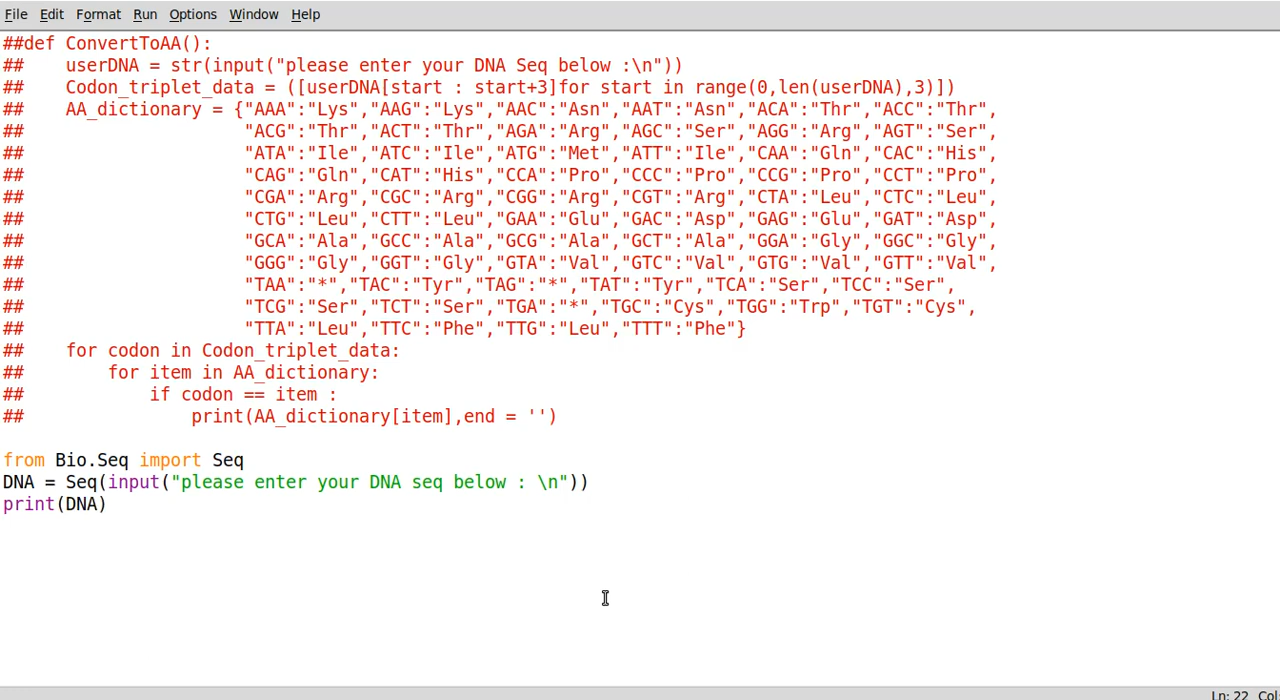 File Edit Format Run Options Window Help
##def ConvertToAA():
##    userDNA = str(input("please enter your DNA Seq below :\n"))
##    Codon_triplet_data = ([userDNA[start : start+3]for start in range(0,len(userDNA),3)])
##    AA_dictionary = {"AAA":"Lys","AAG":"Lys","AAC":"Asn","AAT":"Asn","ACA":"Thr","ACC":"Thr",
##                     "ACG":"Thr","ACT":"Thr","AGA":"Arg","AGC":"Ser","AGG":"Arg","AGT":"Ser",
##                     "ATA":"Ile","ATC":"Ile","ATG":"Met","ATT":"Ile","CAA":"Gln","CAC":"His",
##                     "CAG":"Gln","CAT":"His","CCA":"Pro","CCC":"Pro","CCG":"Pro","CCT":"Pro",
##                     "CGA":"Arg","CGC":"Arg","CGG":"Arg","CGT":"Arg","CTA":"Leu","CTC":"Leu",
##                     "CTG":"Leu","CTT":"Leu","GAA":"Glu","GAC":"Asp","GAG":"Glu","GAT":"Asp",
##                     "GCA":"Ala","GCC":"Ala","GCG":"Ala","GCT":"Ala","GGA":"Gly","GGC":"Gly",
##                     "GGG":"Gly","GGT":"Gly","GTA":"Val","GTC":"Val","GTG":"Val","GTT":"Val",
##                     "TAA":"*","TAC":"Tyr","TAG":"*","TAT":"Tyr","TCA":"Ser","TCC":"Ser",
##                     "TCG":"Ser","TCT":"Ser","TGA":"*","TGC":"Cys","TGG":"Trp","TGT":"Cys",
##                     "TTA":"Leu","TTC":"Phe","TTG":"Leu","TTT":"Phe"}
##    for codon in Codon_triplet_data:
##        for item in AA_dictionary:
##            if codon == item :
##                print(AA_dictionary[item],end = '')
from Bio.Seq import Seq
DNA = Seq(input("please enter your DNA seq below : \n"))
print(DNA)
Ln: 22 Col: